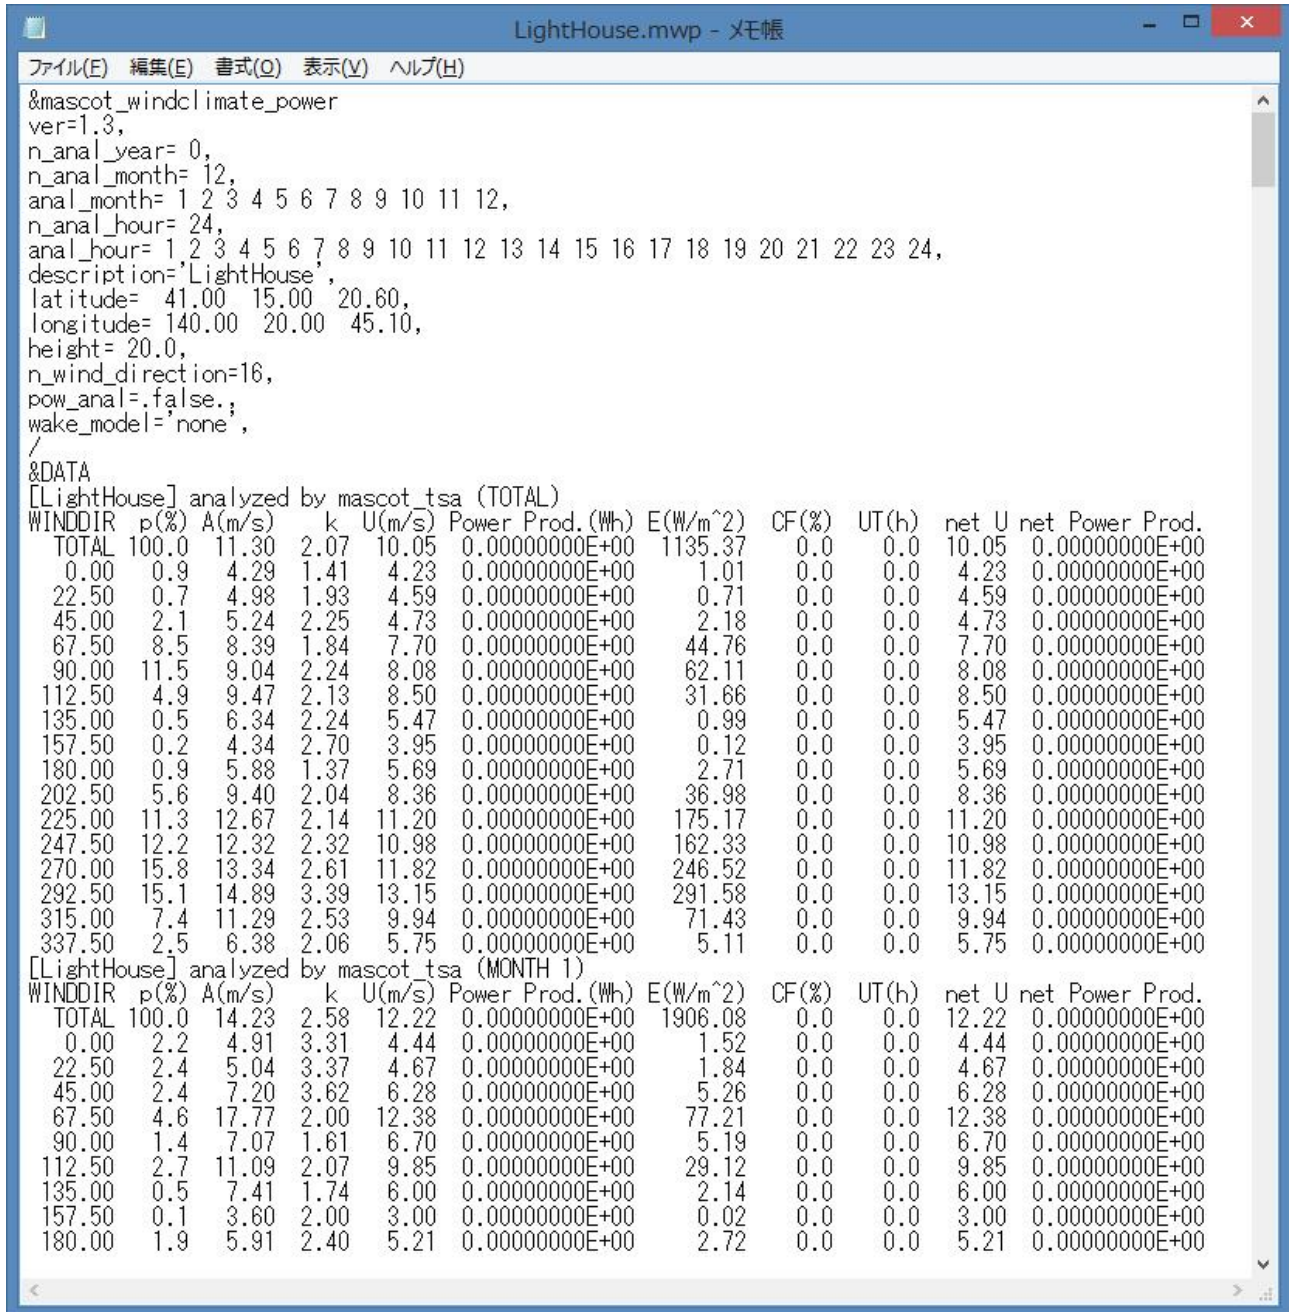 LightHouse.mwp - メモ帳
ファイル(F) 編集(E) 書式(O) 表示(V) ヘルプ(H)
&mascot_windclimate_power
ver=1.3,
n_anal_year= 0,
n_anal_month= 12,
anal_month= 1 2 3 4 5 6 7 8 9 10 11 12,
n_anal_hour= 24,
anal_hour= 1 2 3 4 5 6 7 8 9 10 11 12 13 14 15 16 17 18 19 20 21 22 23 24,
description='LightHouse',
latitude= 41.00 15.00 20.60,
longitude= 140.00 20.00 45.10,
height= 20.0,
n_wind_direction=16,
pow_anal=.false.,
wake_model='none',
/
&DATA
[LightHouse] analyzed by mascot_tsa (TOTAL)
WINDDIR p(%) A(m/s) k U(m/s) Power Prod.(Wh) E(W/m^2) CF(%) UT(h) net U net Power Prod.
TOTAL 100.0 11.30 2.07 10.05 0.00000000E+00 1135.37 0.0 0.0 10.05 0.00000000E+00
0.00 0.9 4.29 1.41 4.23 0.00000000E+00 1.01 0.0 0.0 4.23 0.00000000E+00
22.50 0.7 4.98 1.93 4.59 0.00000000E+00 0.71 0.0 0.0 4.59 0.00000000E+00
45.00 2.1 5.24 2.25 4.73 0.00000000E+00 2.18 0.0 0.0 4.73 0.00000000E+00
67.50 8.5 8.39 1.84 7.70 0.00000000E+00 44.76 0.0 0.0 7.70 0.00000000E+00
90.00 11.5 9.04 2.24 8.08 0.00000000E+00 62.11 0.0 0.0 8.08 0.00000000E+00
112.50 4.9 9.47 2.13 8.50 0.00000000E+00 31.66 0.0 0.0 8.50 0.00000000E+00
135.00 0.5 6.34 2.24 5.47 0.00000000E+00 0.99 0.0 0.0 5.47 0.00000000E+00
157.50 0.2 4.34 2.70 3.95 0.00000000E+00 0.12 0.0 0.0 3.95 0.00000000E+00
180.00 0.9 5.88 1.37 5.69 0.00000000E+00 2.71 0.0 0.0 5.69 0.00000000E+00
202.50 5.6 9.40 2.04 8.36 0.00000000E+00 36.98 0.0 0.0 8.36 0.00000000E+00
225.00 11.3 12.67 2.14 11.20 0.00000000E+00 175.17 0.0 0.0 11.20 0.00000000E+00
247.50 12.2 12.32 2.32 10.98 0.00000000E+00 162.33 0.0 0.0 10.98 0.00000000E+00
270.00 15.8 13.34 2.61 11.82 0.00000000E+00 246.52 0.0 0.0 11.82 0.00000000E+00
292.50 15.1 14.89 3.39 13.15 0.00000000E+00 291.58 0.0 0.0 13.15 0.00000000E+00
315.00 7.4 11.29 2.53 9.94 0.00000000E+00 71.43 0.0 0.0 9.94 0.00000000E+00
337.50 2.5 6.38 2.06 5.75 0.00000000E+00 5.11 0.0 0.0 5.75 0.00000000E+00
[LightHouse] analyzed by mascot_tsa (MONTH 1)
WINDDIR p(%) A(m/s) k U(m/s) Power Prod.(Wh) E(W/m^2) CF(%) UT(h) net U net Power Prod.
TOTAL 100.0 14.23 2.58 12.22 0.00000000E+00 1906.08 0.0 0.0 12.22 0.00000000E+00
0.00 2.2 4.91 3.31 4.44 0.00000000E+00 1.52 0.0 0.0 4.44 0.00000000E+00
22.50 2.4 5.04 3.37 4.67 0.00000000E+00 1.84 0.0 0.0 4.67 0.00000000E+00
45.00 2.4 7.20 3.62 6.28 0.00000000E+00 5.26 0.0 0.0 6.28 0.00000000E+00
67.50 4.6 17.77 2.00 12.38 0.00000000E+00 77.21 0.0 0.0 12.38 0.00000000E+00
90.00 1.4 7.07 1.61 6.70 0.00000000E+00 5.19 0.0 0.0 6.70 0.00000000E+00
112.50 2.7 11.09 2.07 9.85 0.00000000E+00 29.12 0.0 0.0 9.85 0.00000000E+00
135.00 0.5 7.41 1.74 6.00 0.00000000E+00 2.14 0.0 0.0 6.00 0.00000000E+00
157.50 0.1 3.60 2.00 3.00 0.00000000E+00 0.02 0.0 0.0 3.00 0.00000000E+00
180.00 1.9 5.91 2.40 5.21 0.00000000E+00 2.72 0.0 0.0 5.21 0.00000000E+00